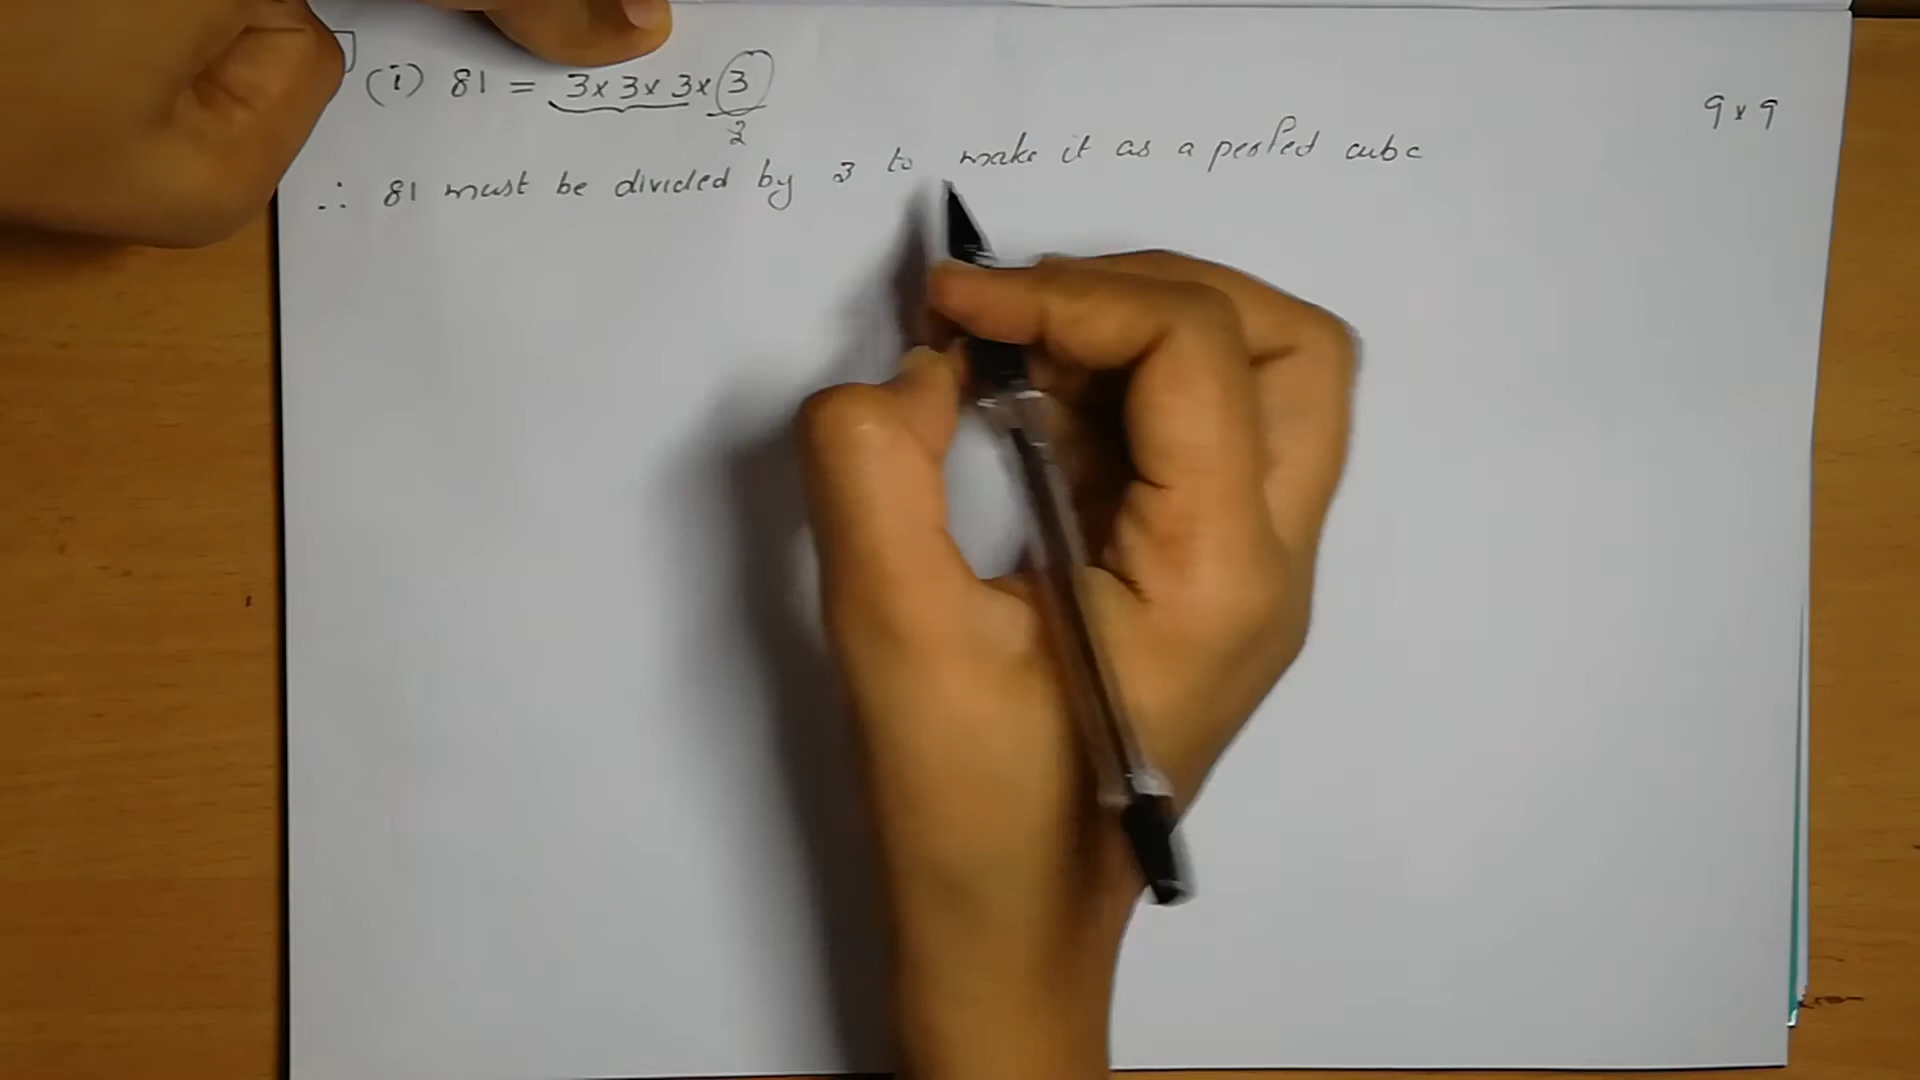 (i) 81 = 3 × 3 × 3 × 3
3
9 × 9
∴ 81 must be divided by 3 to make it as a perfect cube